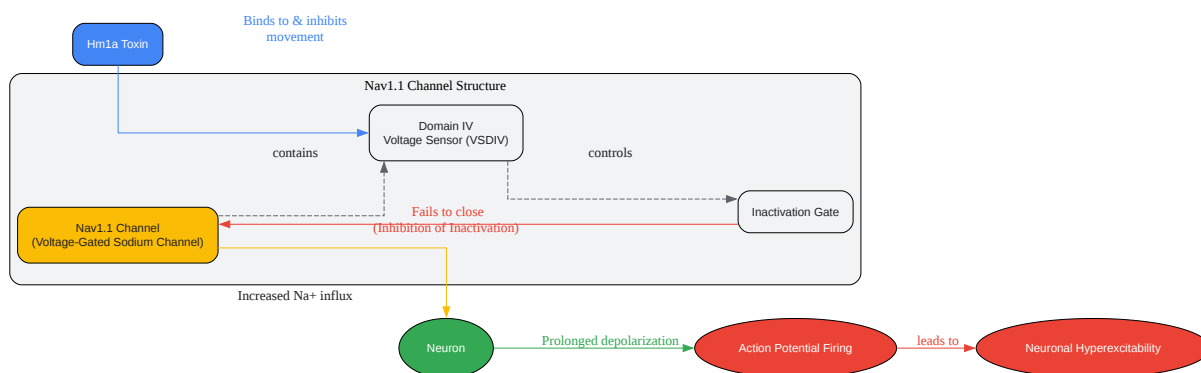 Binds to & inhibits
movement
Hm1a Toxin
Nav1.1 Channel Structure
Domain IV
Voltage Sensor (VSDIV)
contains
controls
Inactivation Gate
Fails to close
(Inhibition of Inactivation)
Nav1.1 Channel
(Voltage-Gated Sodium Channel)
Increased Na+ influx
Neuron
Prolonged depolarization
Action Potential Firing
leads to
Neuronal Hyperexcitability